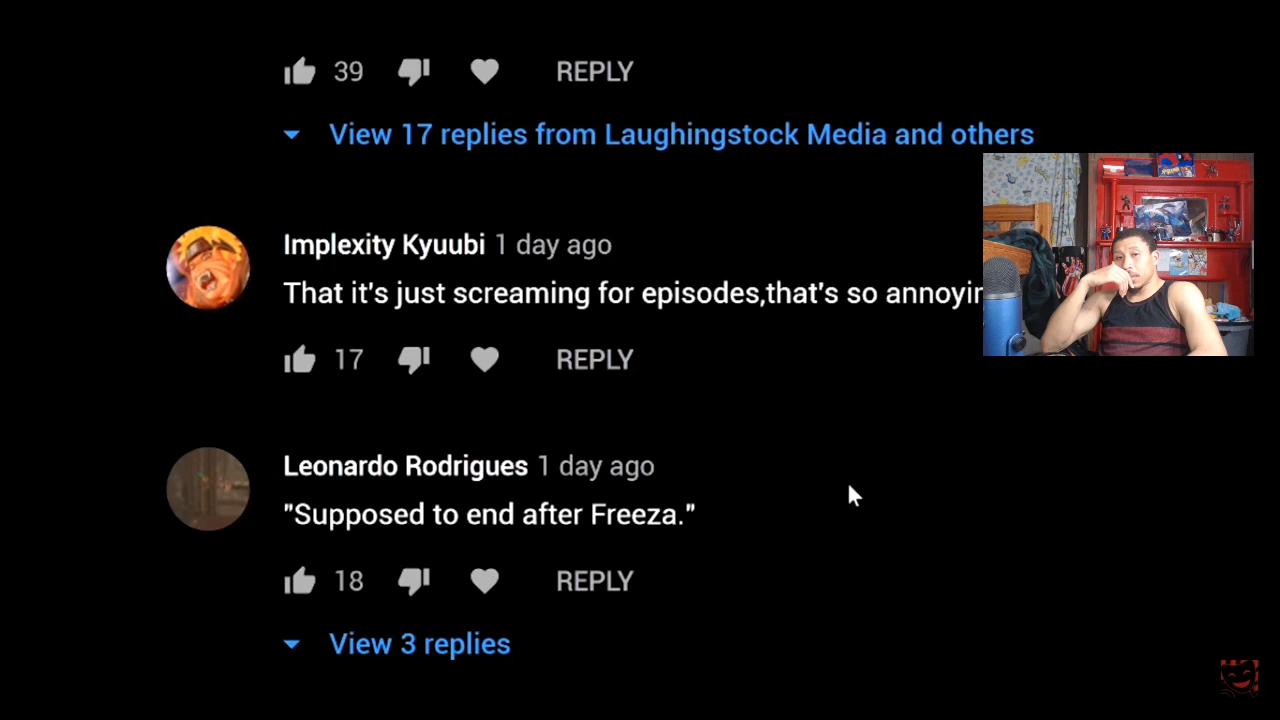 39 REPLY
View 17 replies from Laughingstock Media and others
Implexity Kyuubi 1 day ago
That it's just screaming for episodes,that's so
17 REPLY
Leonardo Rodrigues 1 day ago
"Supposed to end after Freeza."
18 REPLY
View 3 replies